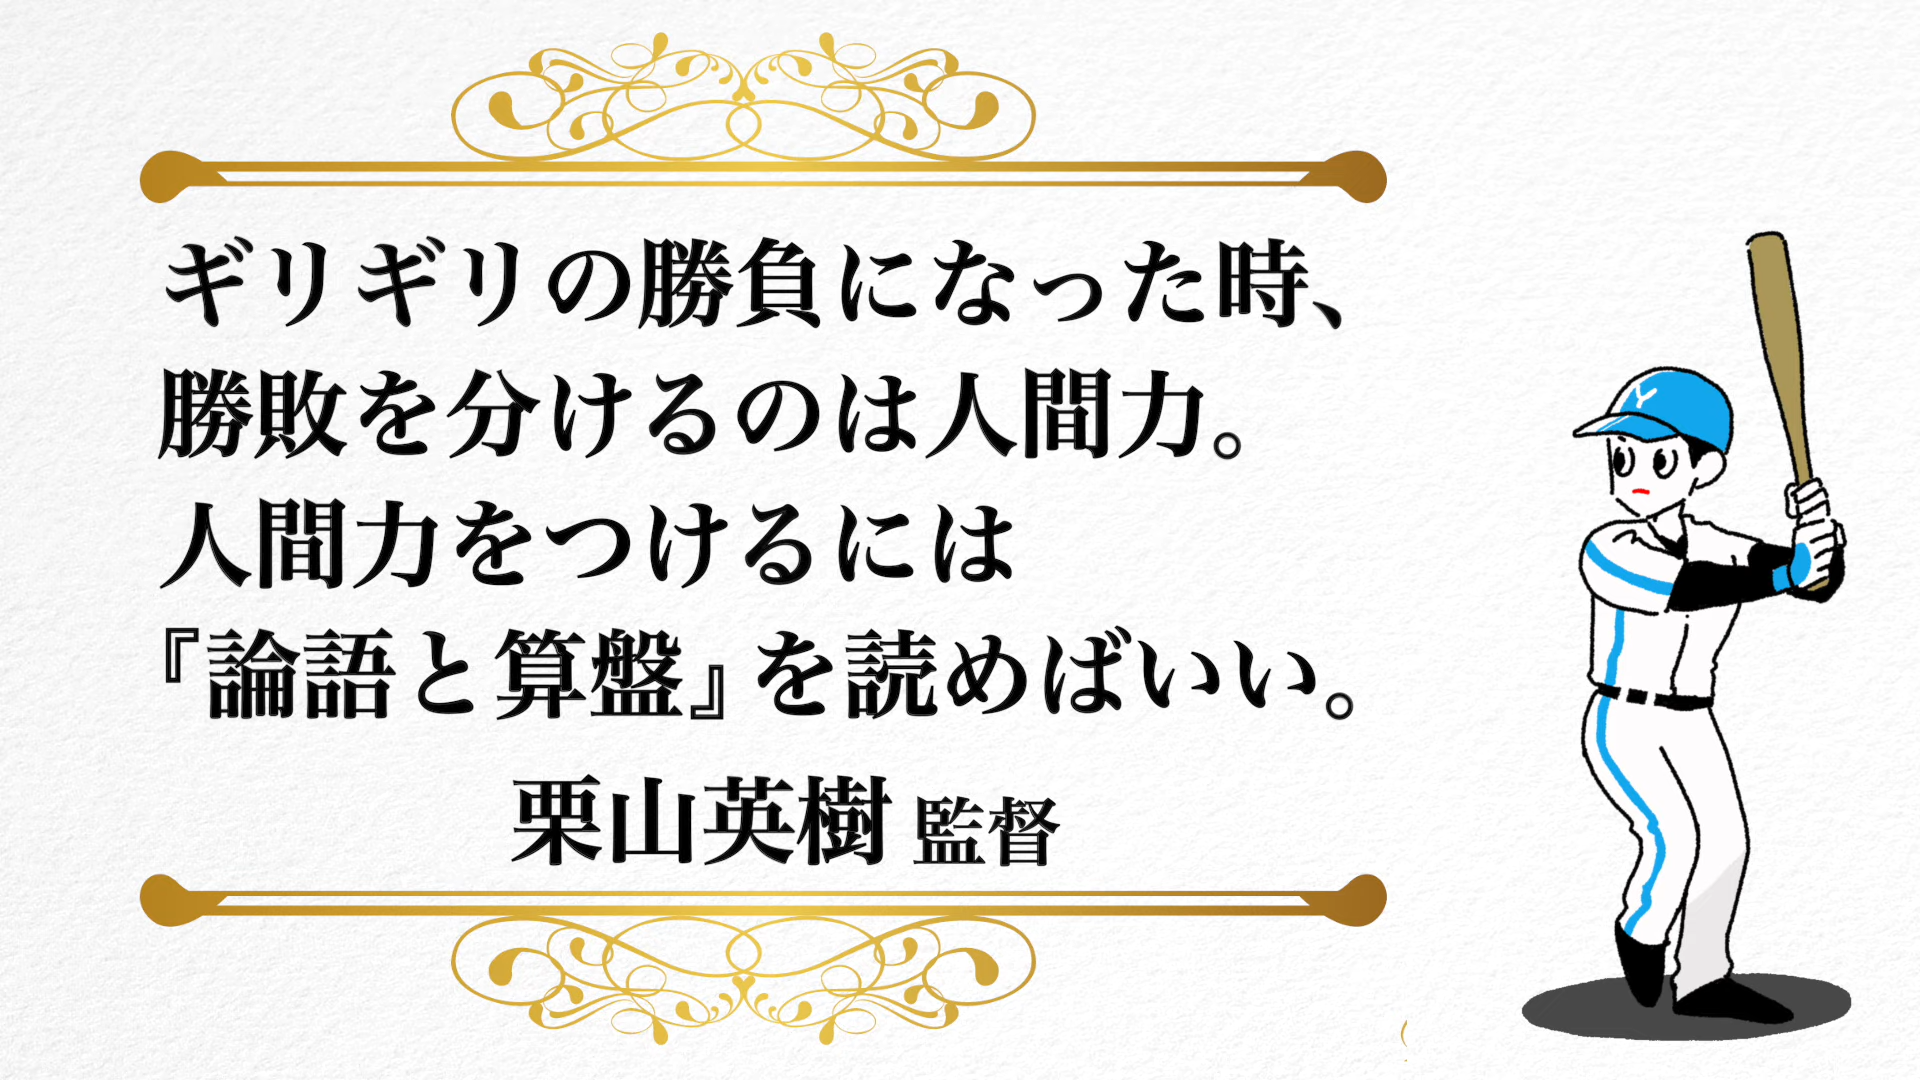 ギリギリの勝負になった時、
勝敗を分けるのは人間力。
人間力をつけるには
『論語と算盤』を読めばいい。
栗山英樹 監督
Y